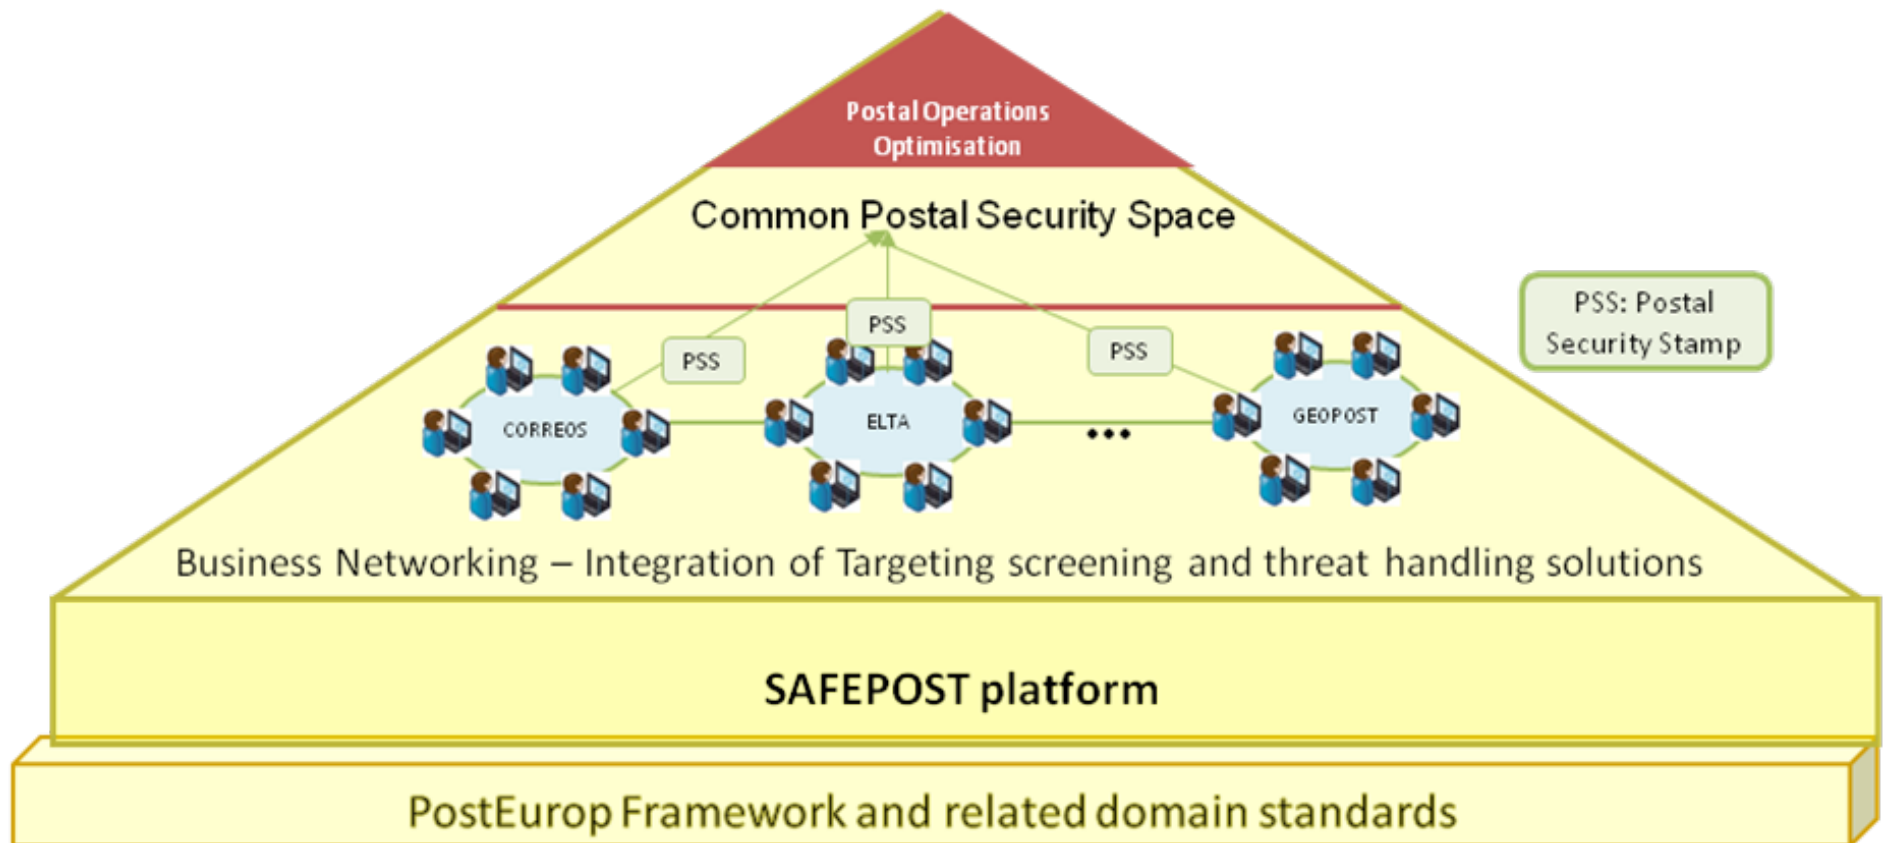 Postal Operations
Optimisation
Common Postal Security Space
PSS: Postal
Security Stamp
PSS
PSS
PSS
CORREOS
ELTA
...
GEOPOST
Business Networking – Integration of Targeting screening and threat handling solutions
SAFEPOST platform
PostEurop Framework and related domain standards